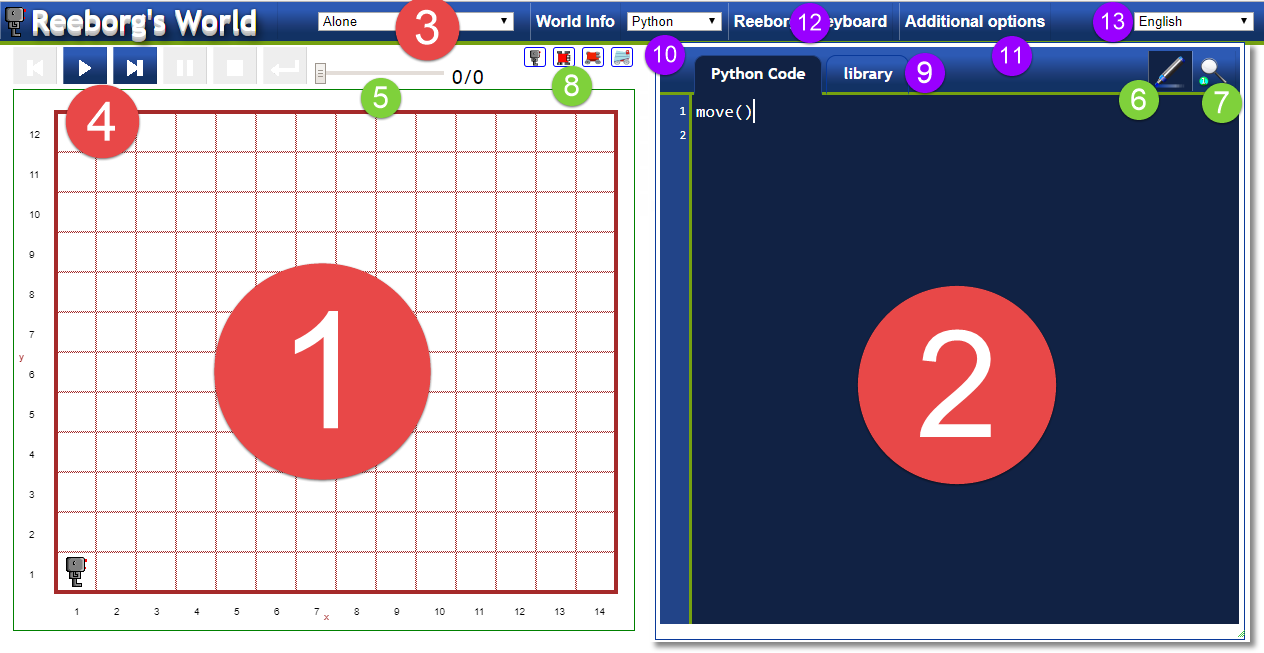 Reeborg's World Alone 3 World Info Python Reebor 12 yboard Additional options 13 English
0/0 8 5
10 Python Code library 9 11 6 7
4
12
11
10
9
8
7
y
6
5
4
3
2
1
1 2 3 4 5 6 7 x 8 9 10 11 12 13 14
1
1 move()
2
2